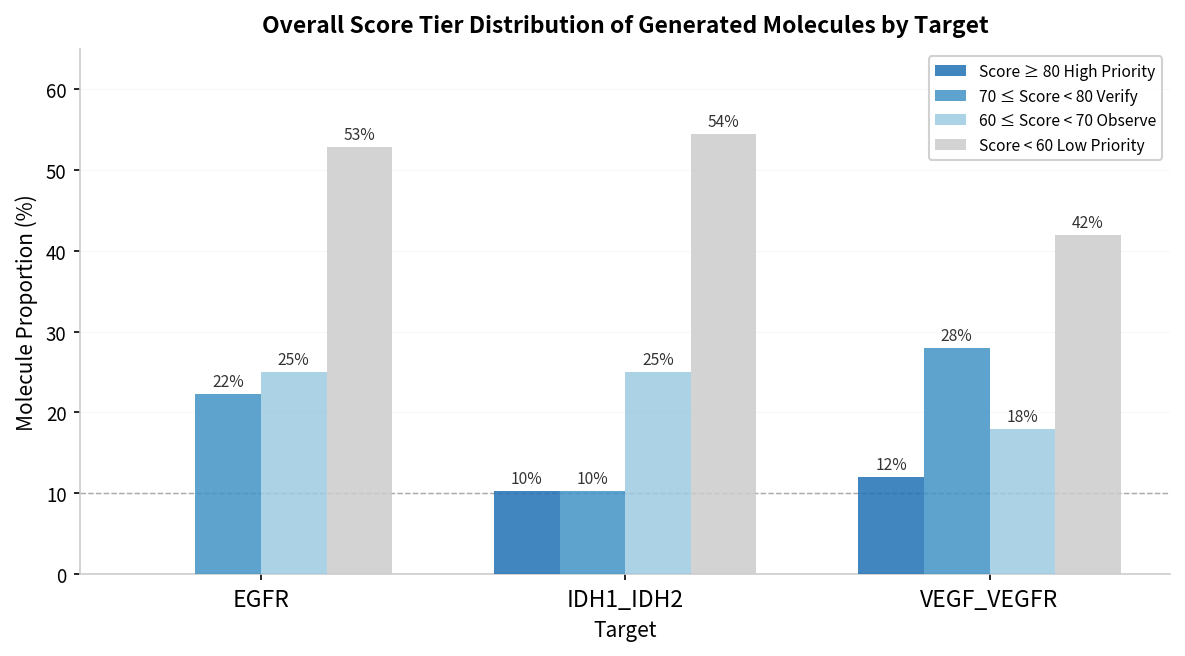 Overall Score Tier Distribution of Generated Molecules by Target
Score ≥ 80 High Priority
70 ≤ Score < 80 Verify
60 ≤ Score < 70 Observe
Score < 60 Low Priority
Molecule Proportion (%)
60
50
40
30
20
10
0
22%
25%
53%
10%
10%
25%
54%
12%
28%
18%
42%
EGFR
IDH1_IDH2
VEGF_VEGFR
Target